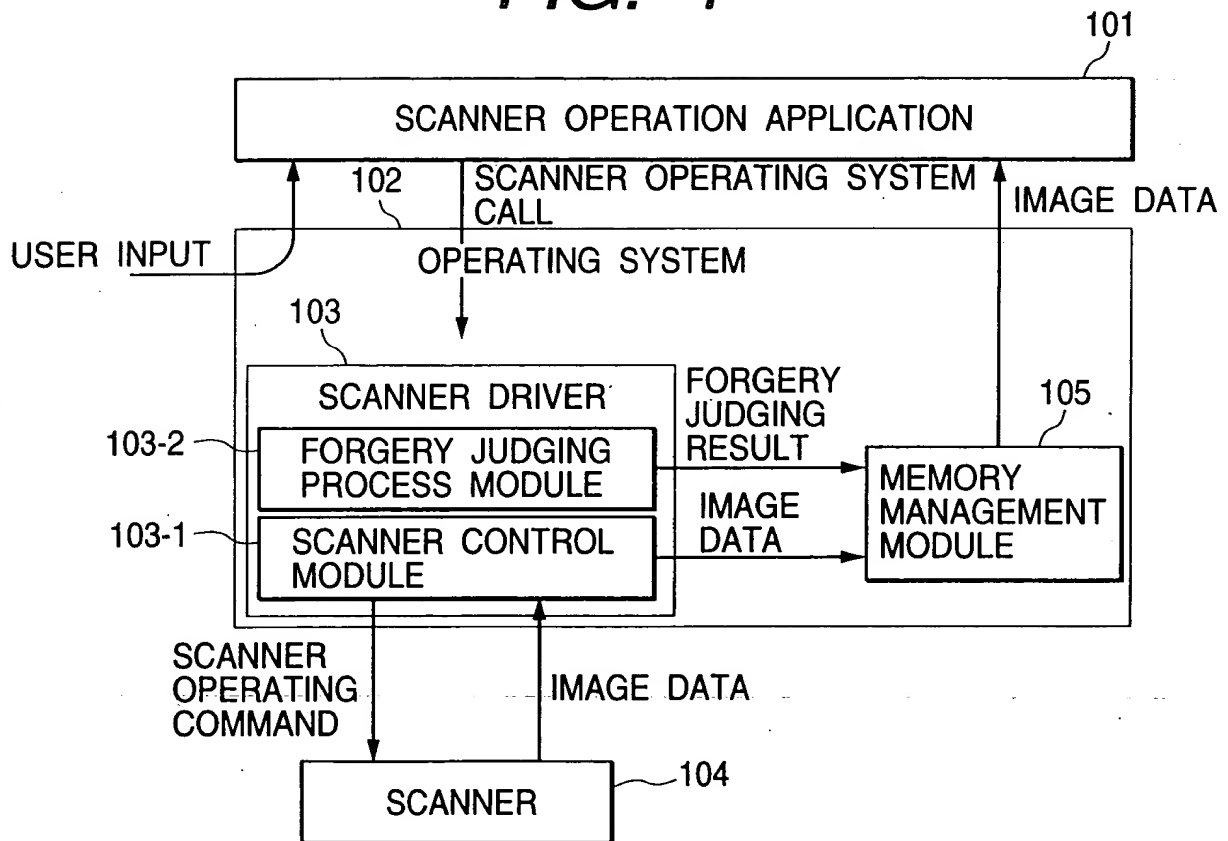 FIG. 1
101
SCANNER OPERATION APPLICATION
102
SCANNER OPERATING SYSTEM
CALL
IMAGE DATA
USER INPUT
OPERATING SYSTEM
103
SCANNER DRIVER
FORGERY
JUDGING
RESULT
105
103-2
FORGERY JUDGING
PROCESS MODULE
MEMORY
MANAGEMENT
MODULE
IMAGE
DATA
103-1
SCANNER CONTROL
MODULE
SCANNER
OPERATING
COMMAND
IMAGE DATA
104
SCANNER